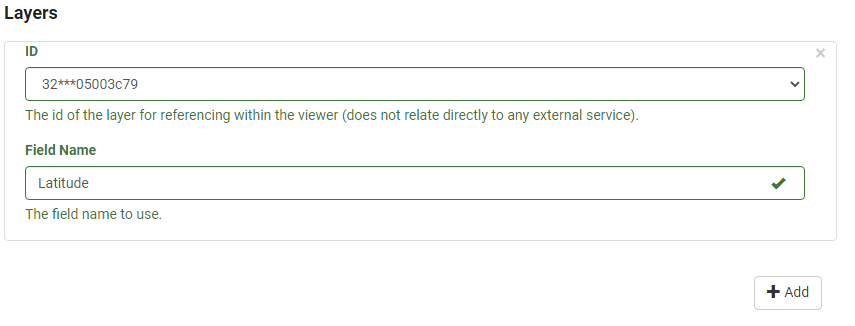 Layers
ID
32***05003c79
The id of the layer for referencing within the viewer (does not relate directly to any external service).
Field Name
Latitude
The field name to use.
Add